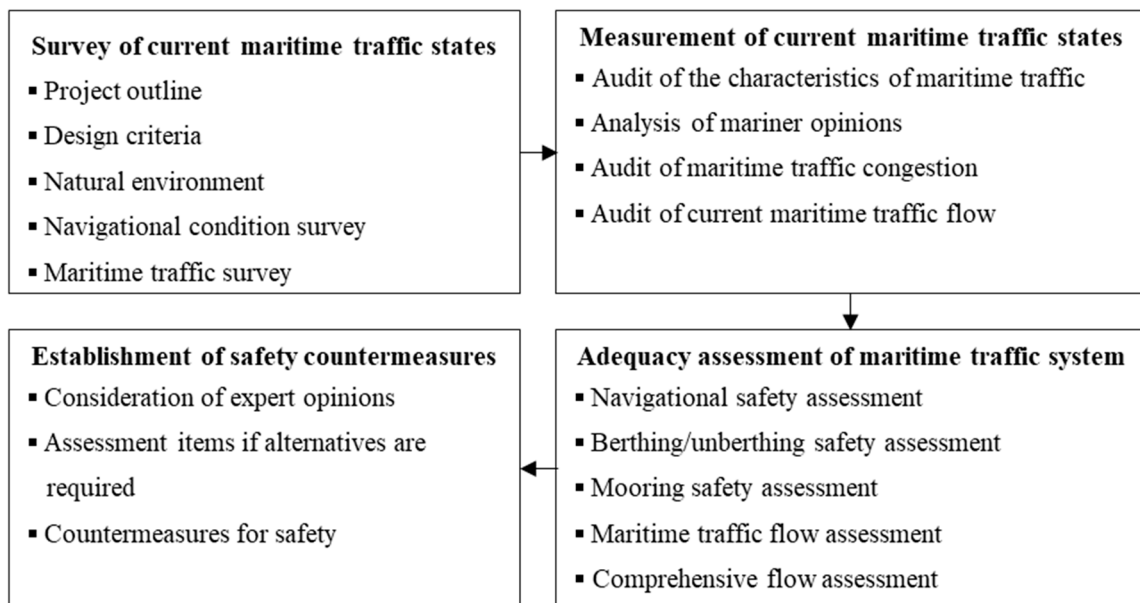 Survey of current maritime traffic states
▪ Project outline
▪ Design criteria
▪ Natural environment
▪ Navigational condition survey
▪ Maritime traffic survey
Measurement of current maritime traffic states
▪ Audit of the characteristics of maritime traffic
▪ Analysis of mariner opinions
▪ Audit of maritime traffic congestion
▪ Audit of current maritime traffic flow
Adequacy assessment of maritime traffic system
▪ Navigational safety assessment
▪ Berthing/unberthing safety assessment
▪ Mooring safety assessment
▪ Maritime traffic flow assessment
▪ Comprehensive flow assessment
Establishment of safety countermeasures
▪ Consideration of expert opinions
▪ Assessment items if alternatives are
required
▪ Countermeasures for safety